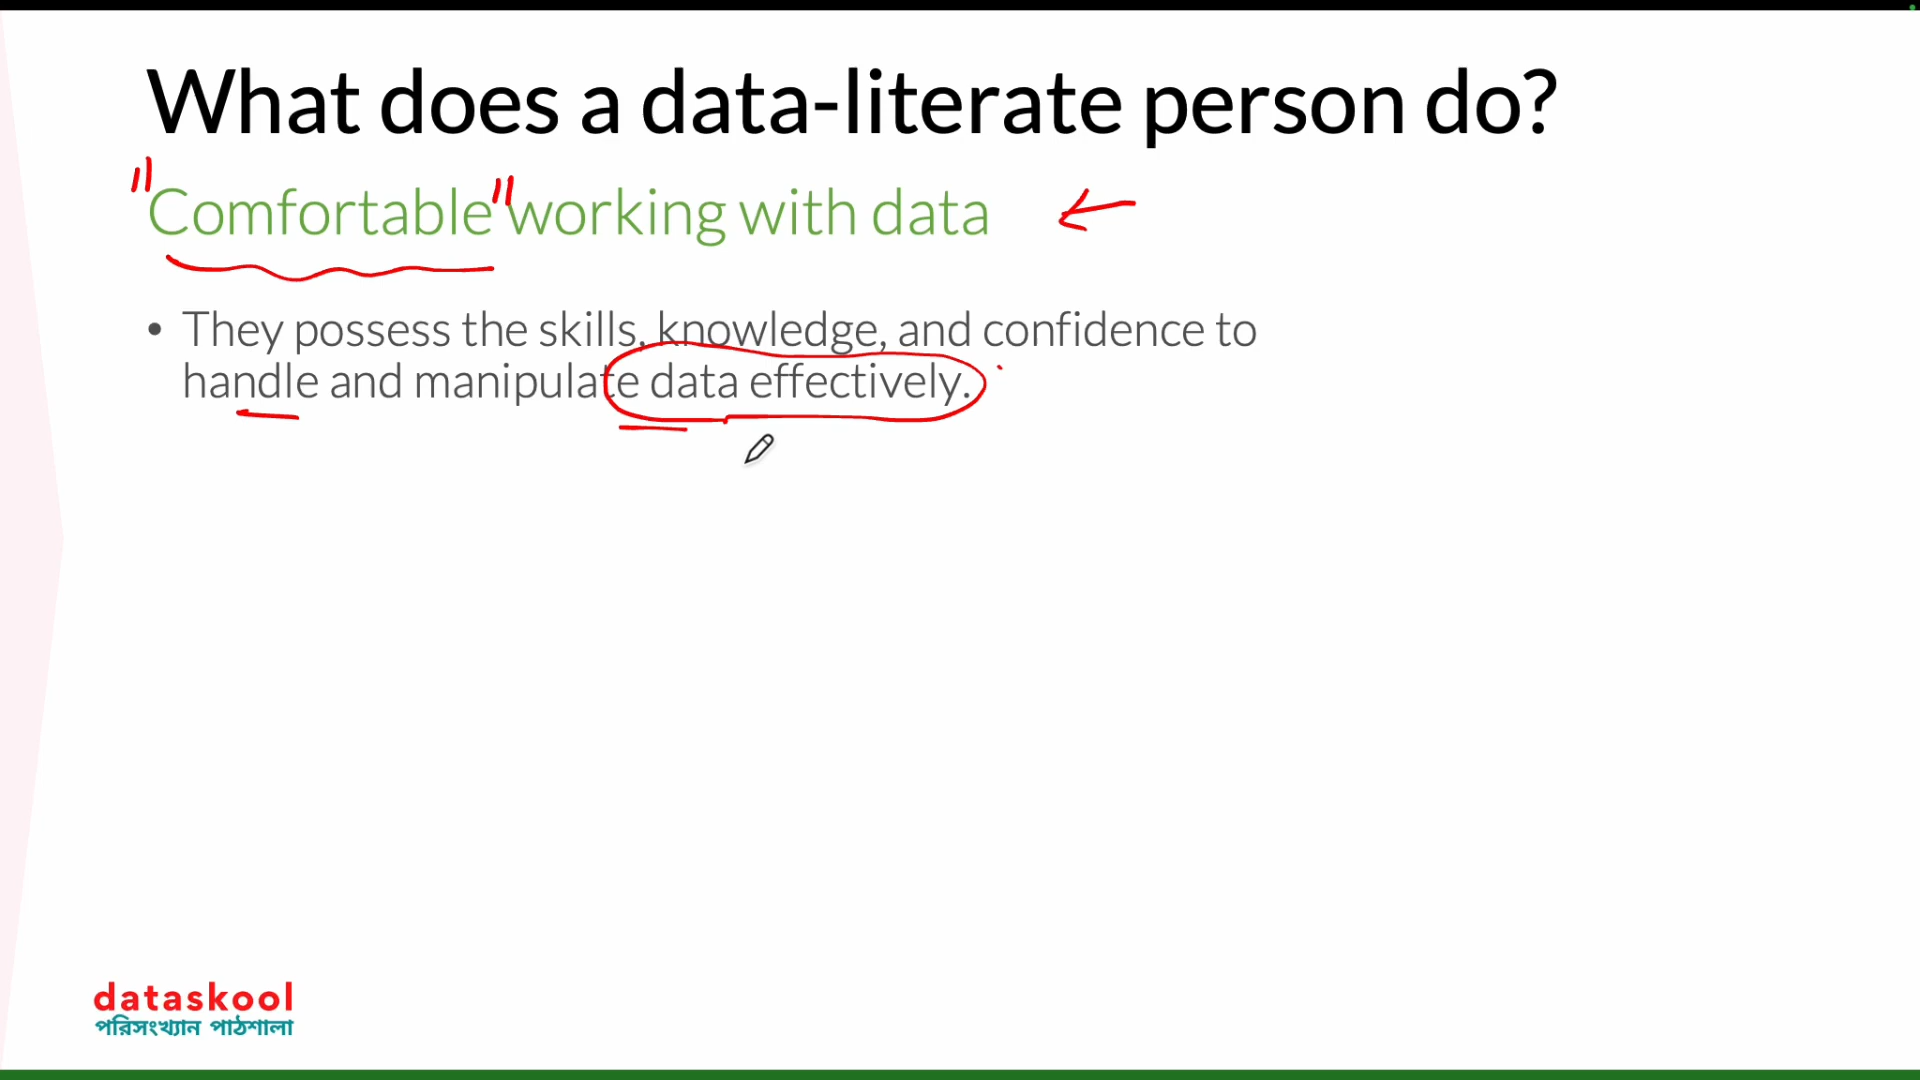 What does a data-literate person do?
"Comfortable" working with data
• They possess the skills, knowledge, and confidence to
handle and manipulate data effectively.
dataskool
পরিসংখ্যান পাঠশালা